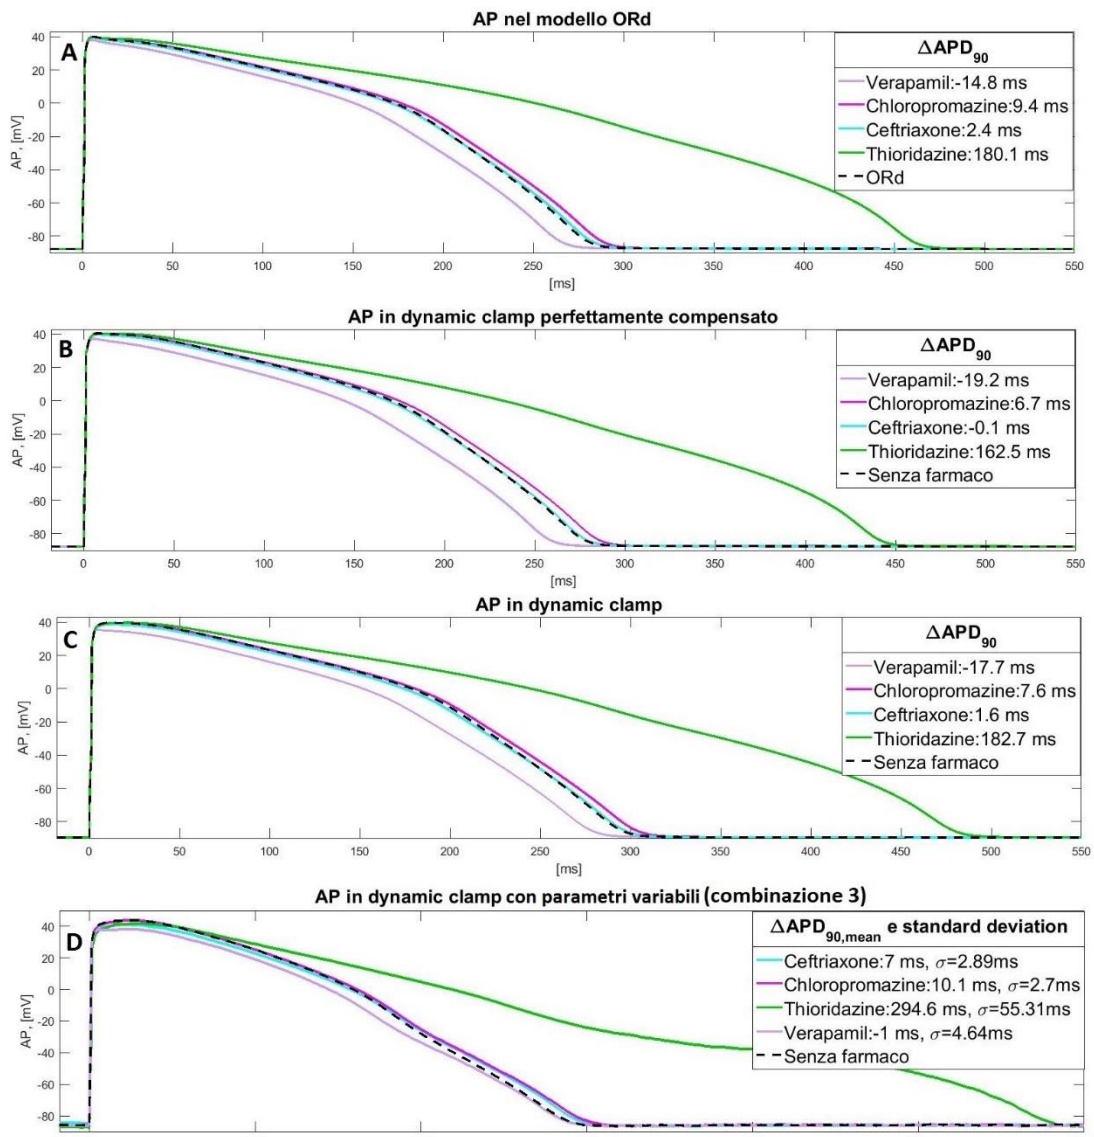 AP nel modello ORd
A
AP, [mV]
40
20
0
-20
-40
-60
-80
0 50 100 150 200 250 300 350 400 450 500 550
[ms]
ΔAPD90
Verapamil:-14.8 ms
Chloropromazine:9.4 ms
Ceftriaxone:2.4 ms
Thioridazine:180.1 ms
ORd
AP in dynamic clamp perfettamente compensato
B
AP, [mV]
40
20
0
-20
-40
-60
-80
0 50 100 150 200 250 300 350 400 450 500 550
[ms]
ΔAPD90
Verapamil:-19.2 ms
Chloropromazine:6.7 ms
Ceftriaxone:-0.1 ms
Thioridazine:162.5 ms
Senza farmaco
AP in dynamic clamp
C
AP, [mV]
40
20
0
-20
-40
-60
-80
0 50 100 150 200 250 300 350 400 450 500 550
[ms]
ΔAPD90
Verapamil:-17.7 ms
Chloropromazine:7.6 ms
Ceftriaxone:1.6 ms
Thioridazine:182.7 ms
Senza farmaco
AP in dynamic clamp con parametri variabili (combinazione 3)
D
AP, [mV]
40
20
0
-20
-40
-60
-80
ΔAPD90,mean e standard deviation
Ceftriaxone:7 ms, σ=2.89ms
Chloropromazine:10.1 ms, σ=2.7ms
Thioridazine:294.6 ms, σ=55.31ms
Verapamil:-1 ms, σ=4.64ms
Senza farmaco